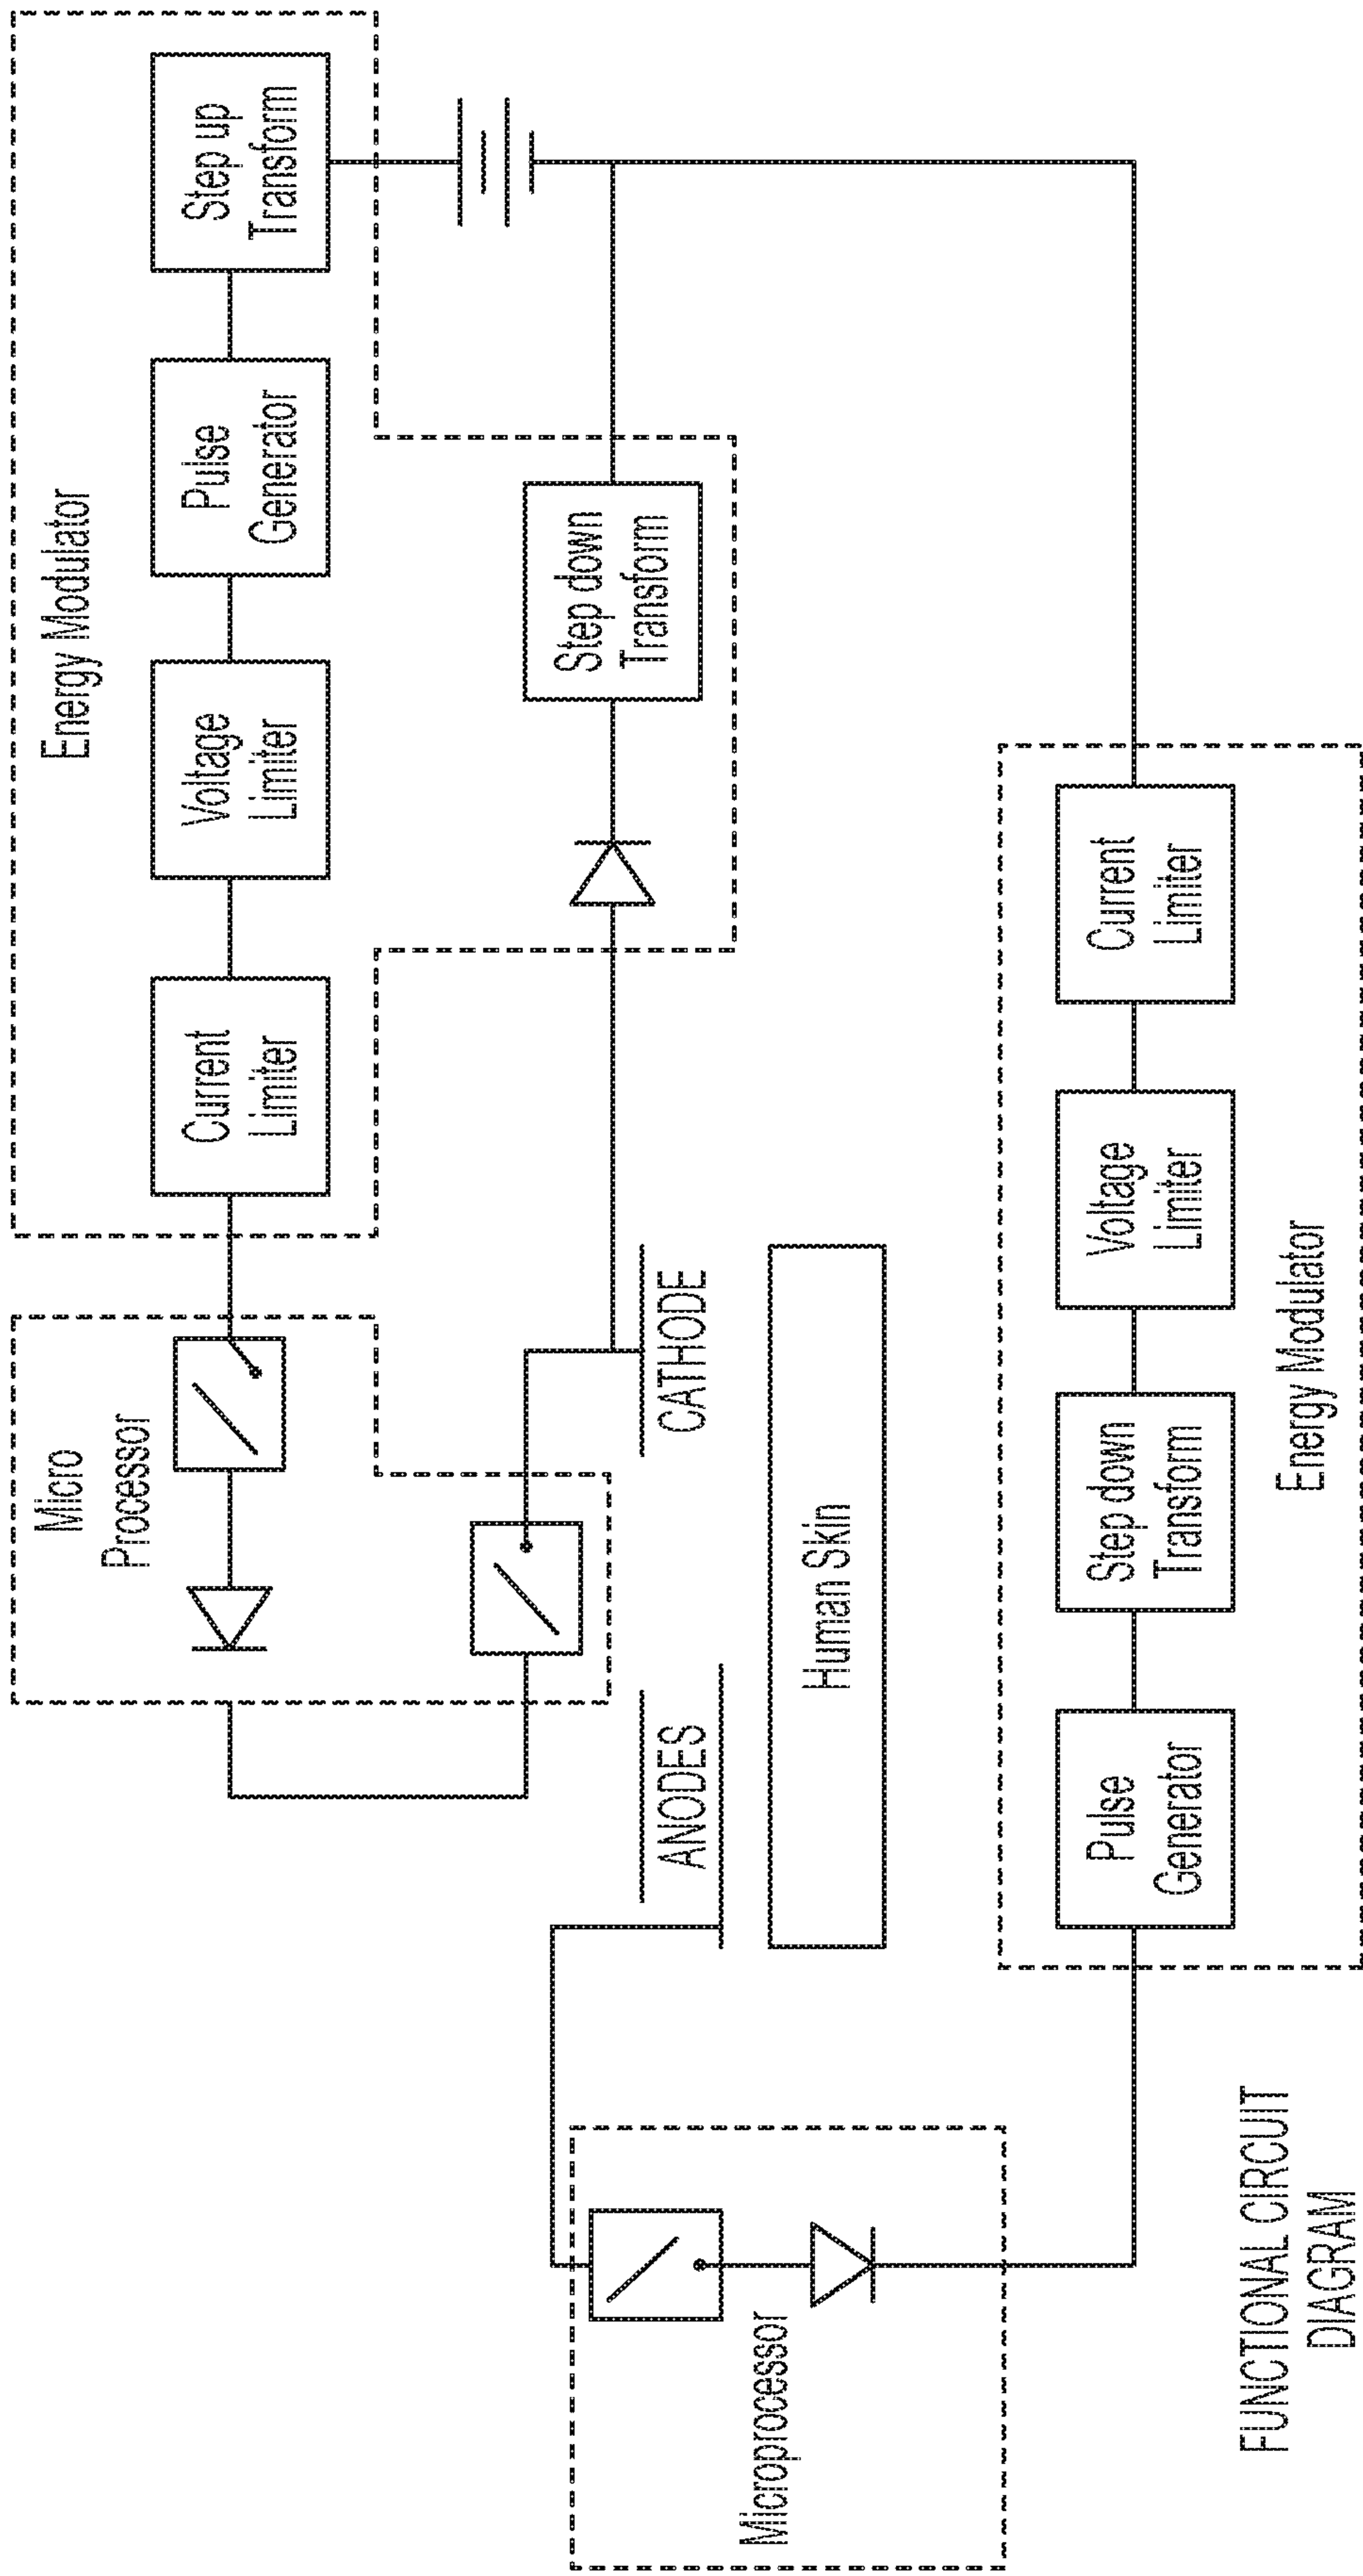 Energy Modulator
Micro
Processor
Current
Limiter
Voltage
Limiter
Pulse
Generator
Step up
Transform
Step down
Transform
ANODES
CATHODE
Microprocessor
Human Skin
Pulse
Generator
Step down
Transform
Voltage
Limiter
Current
Limiter
Energy Modulator
FUNCTIONAL CIRCUIT
DIAGRAM